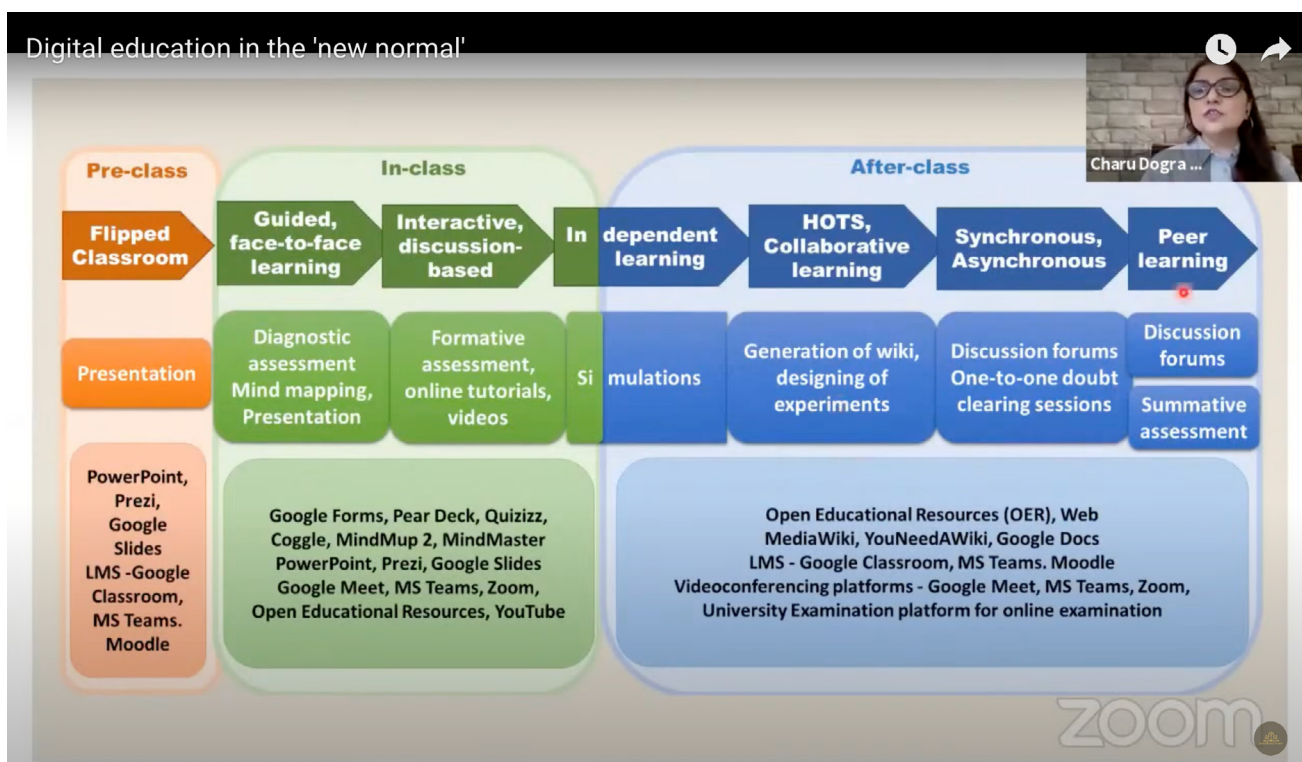 Digital education in the 'new normal'
Charu Dogra ...
Pre-class
In-class
After-class
Flipped
Classroom
Guided,
face-to-face
learning
Interactive,
discussion-
based
In dependent
learning
HOTS,
Collaborative
learning
Synchronous,
Asynchronous
Peer
learning
Presentation
Diagnostic
assessment
Mind mapping,
Presentation
Formative
assessment,
online tutorials,
videos
Si mulations
Generation of wiki,
designing of
experiments
Discussion forums
One-to-one doubt
clearing sessions
Discussion
forums
Summative
assessment
PowerPoint,
Prezi,
Google
Slides
LMS -Google
Classroom,
MS Teams.
Moodle
Google Forms, Pear Deck, Quizizz,
Coggle, MindMup 2, MindMaster
PowerPoint, Prezi, Google Slides
Google Meet, MS Teams, Zoom,
Open Educational Resources, YouTube
Open Educational Resources (OER), Web
MediaWiki, YouNeedAWiki, Google Docs
LMS - Google Classroom, MS Teams. Moodle
Videoconferencing platforms - Google Meet, MS Teams, Zoom,
University Examination platform for online examination
zoom